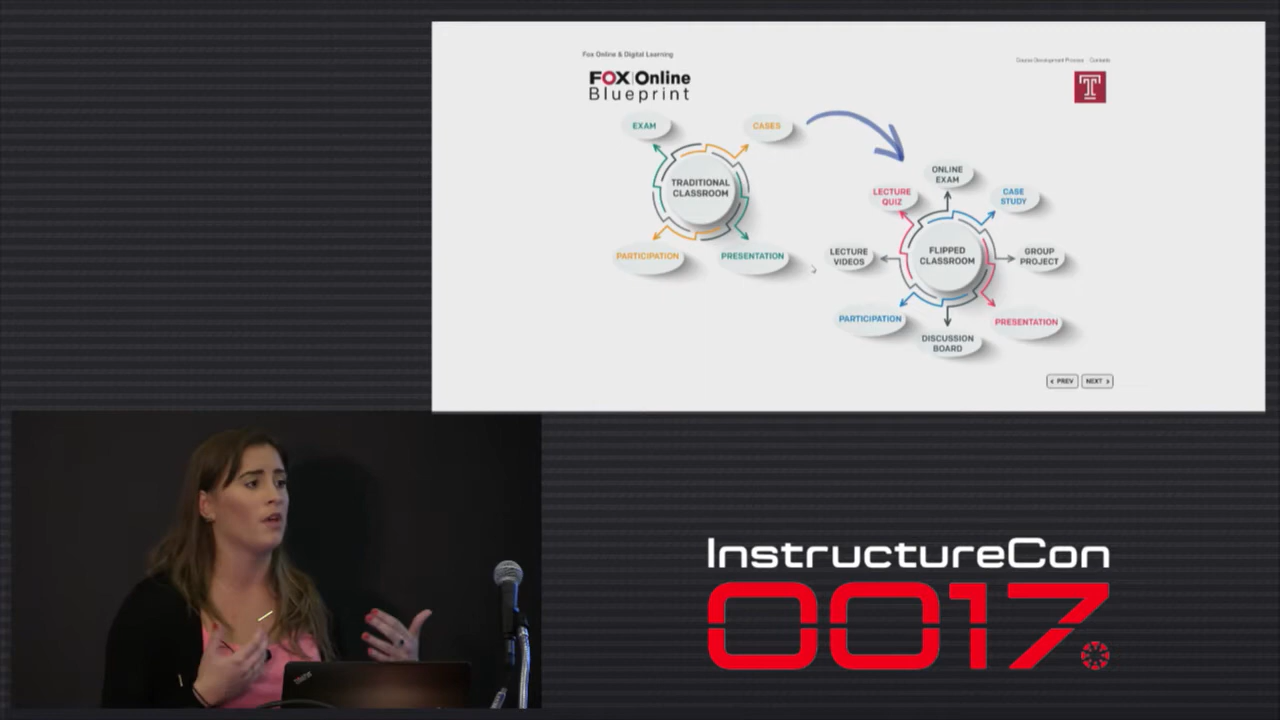 Fox Online & Digital Learning
Course Development Process
Contacts
FOX Online
Blueprint
T
EXAM
CASES
TRADITIONAL
CLASSROOM
PARTICIPATION
PRESENTATION
ONLINE
EXAM
LECTURE
QUIZ
CASE
STUDY
LECTURE
VIDEOS
FLIPPED
CLASSROOM
GROUP
PROJECT
PARTICIPATION
PRESENTATION
DISCUSSION
BOARD
PREV
NEXT
InstructureCon
0017